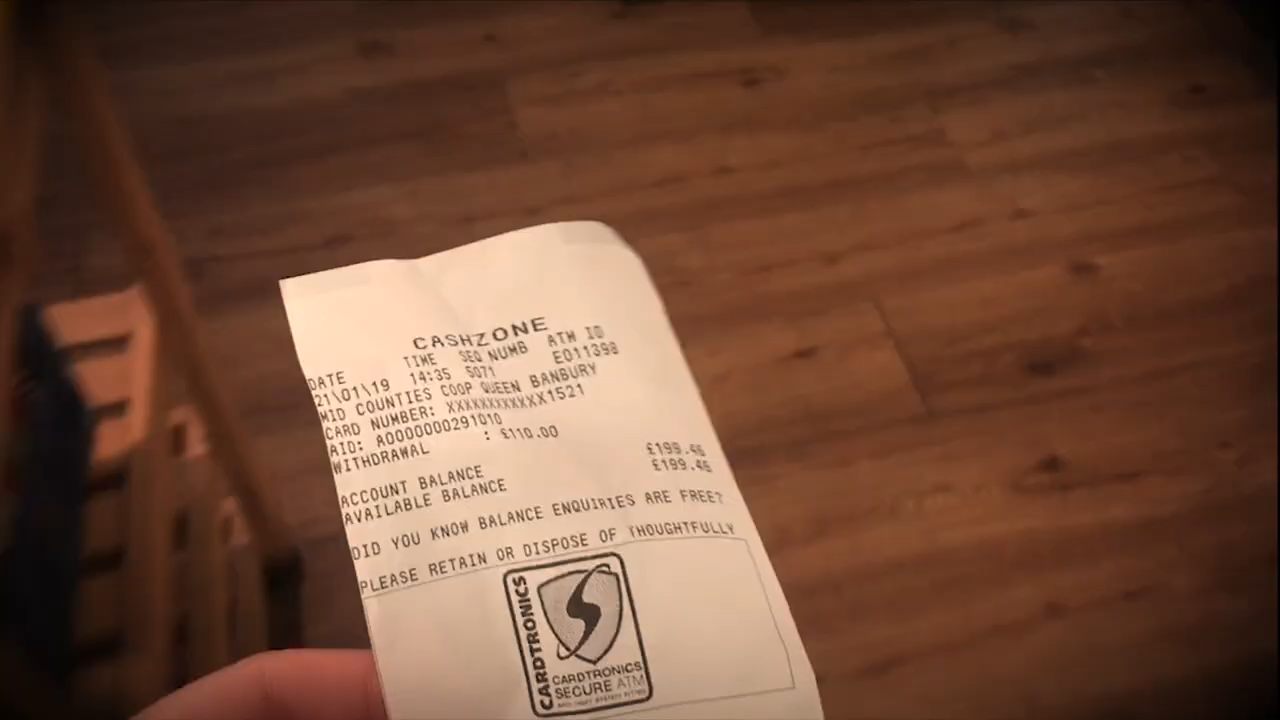 CASHZONE
DATE TIME SEQ NUMB ATM ID
21\01\19 14:35 5071 E011398
MID COUNTIES COOP QUEEN BANBURY
CARD NUMBER: XXXXXXXXXXXX1521
AID: A0000000291010
WITHDRAWAL : £110.00
ACCOUNT BALANCE £199.46
AVAILABLE BALANCE £199.46
DID YOU KNOW BALANCE ENQUIRIES ARE FREE?
PLEASE RETAIN OR DISPOSE OF THOUGHTFULLY
CARDTRONICS
CARDTRONICS
SECURE ATM